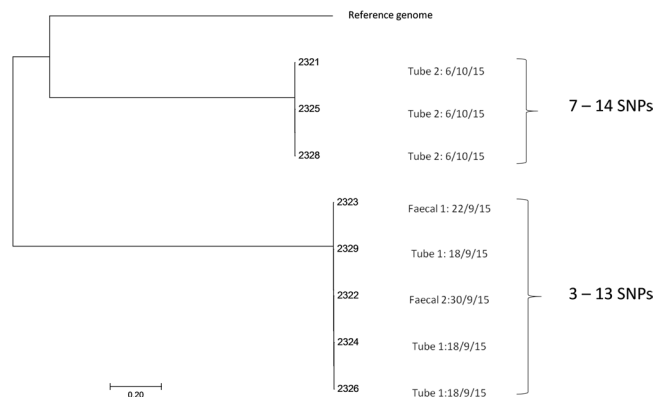 Reference genome
2321
Tube 2: 6/10/15
2325
Tube 2: 6/10/15
7 – 14 SNPs
2328
Tube 2: 6/10/15
2323
Faecal 1: 22/9/15
2329
Tube 1: 18/9/15
2322
Faecal 2:30/9/15
3 – 13 SNPs
2324
Tube 1:18/9/15
2326
Tube 1:18/9/15
0.20